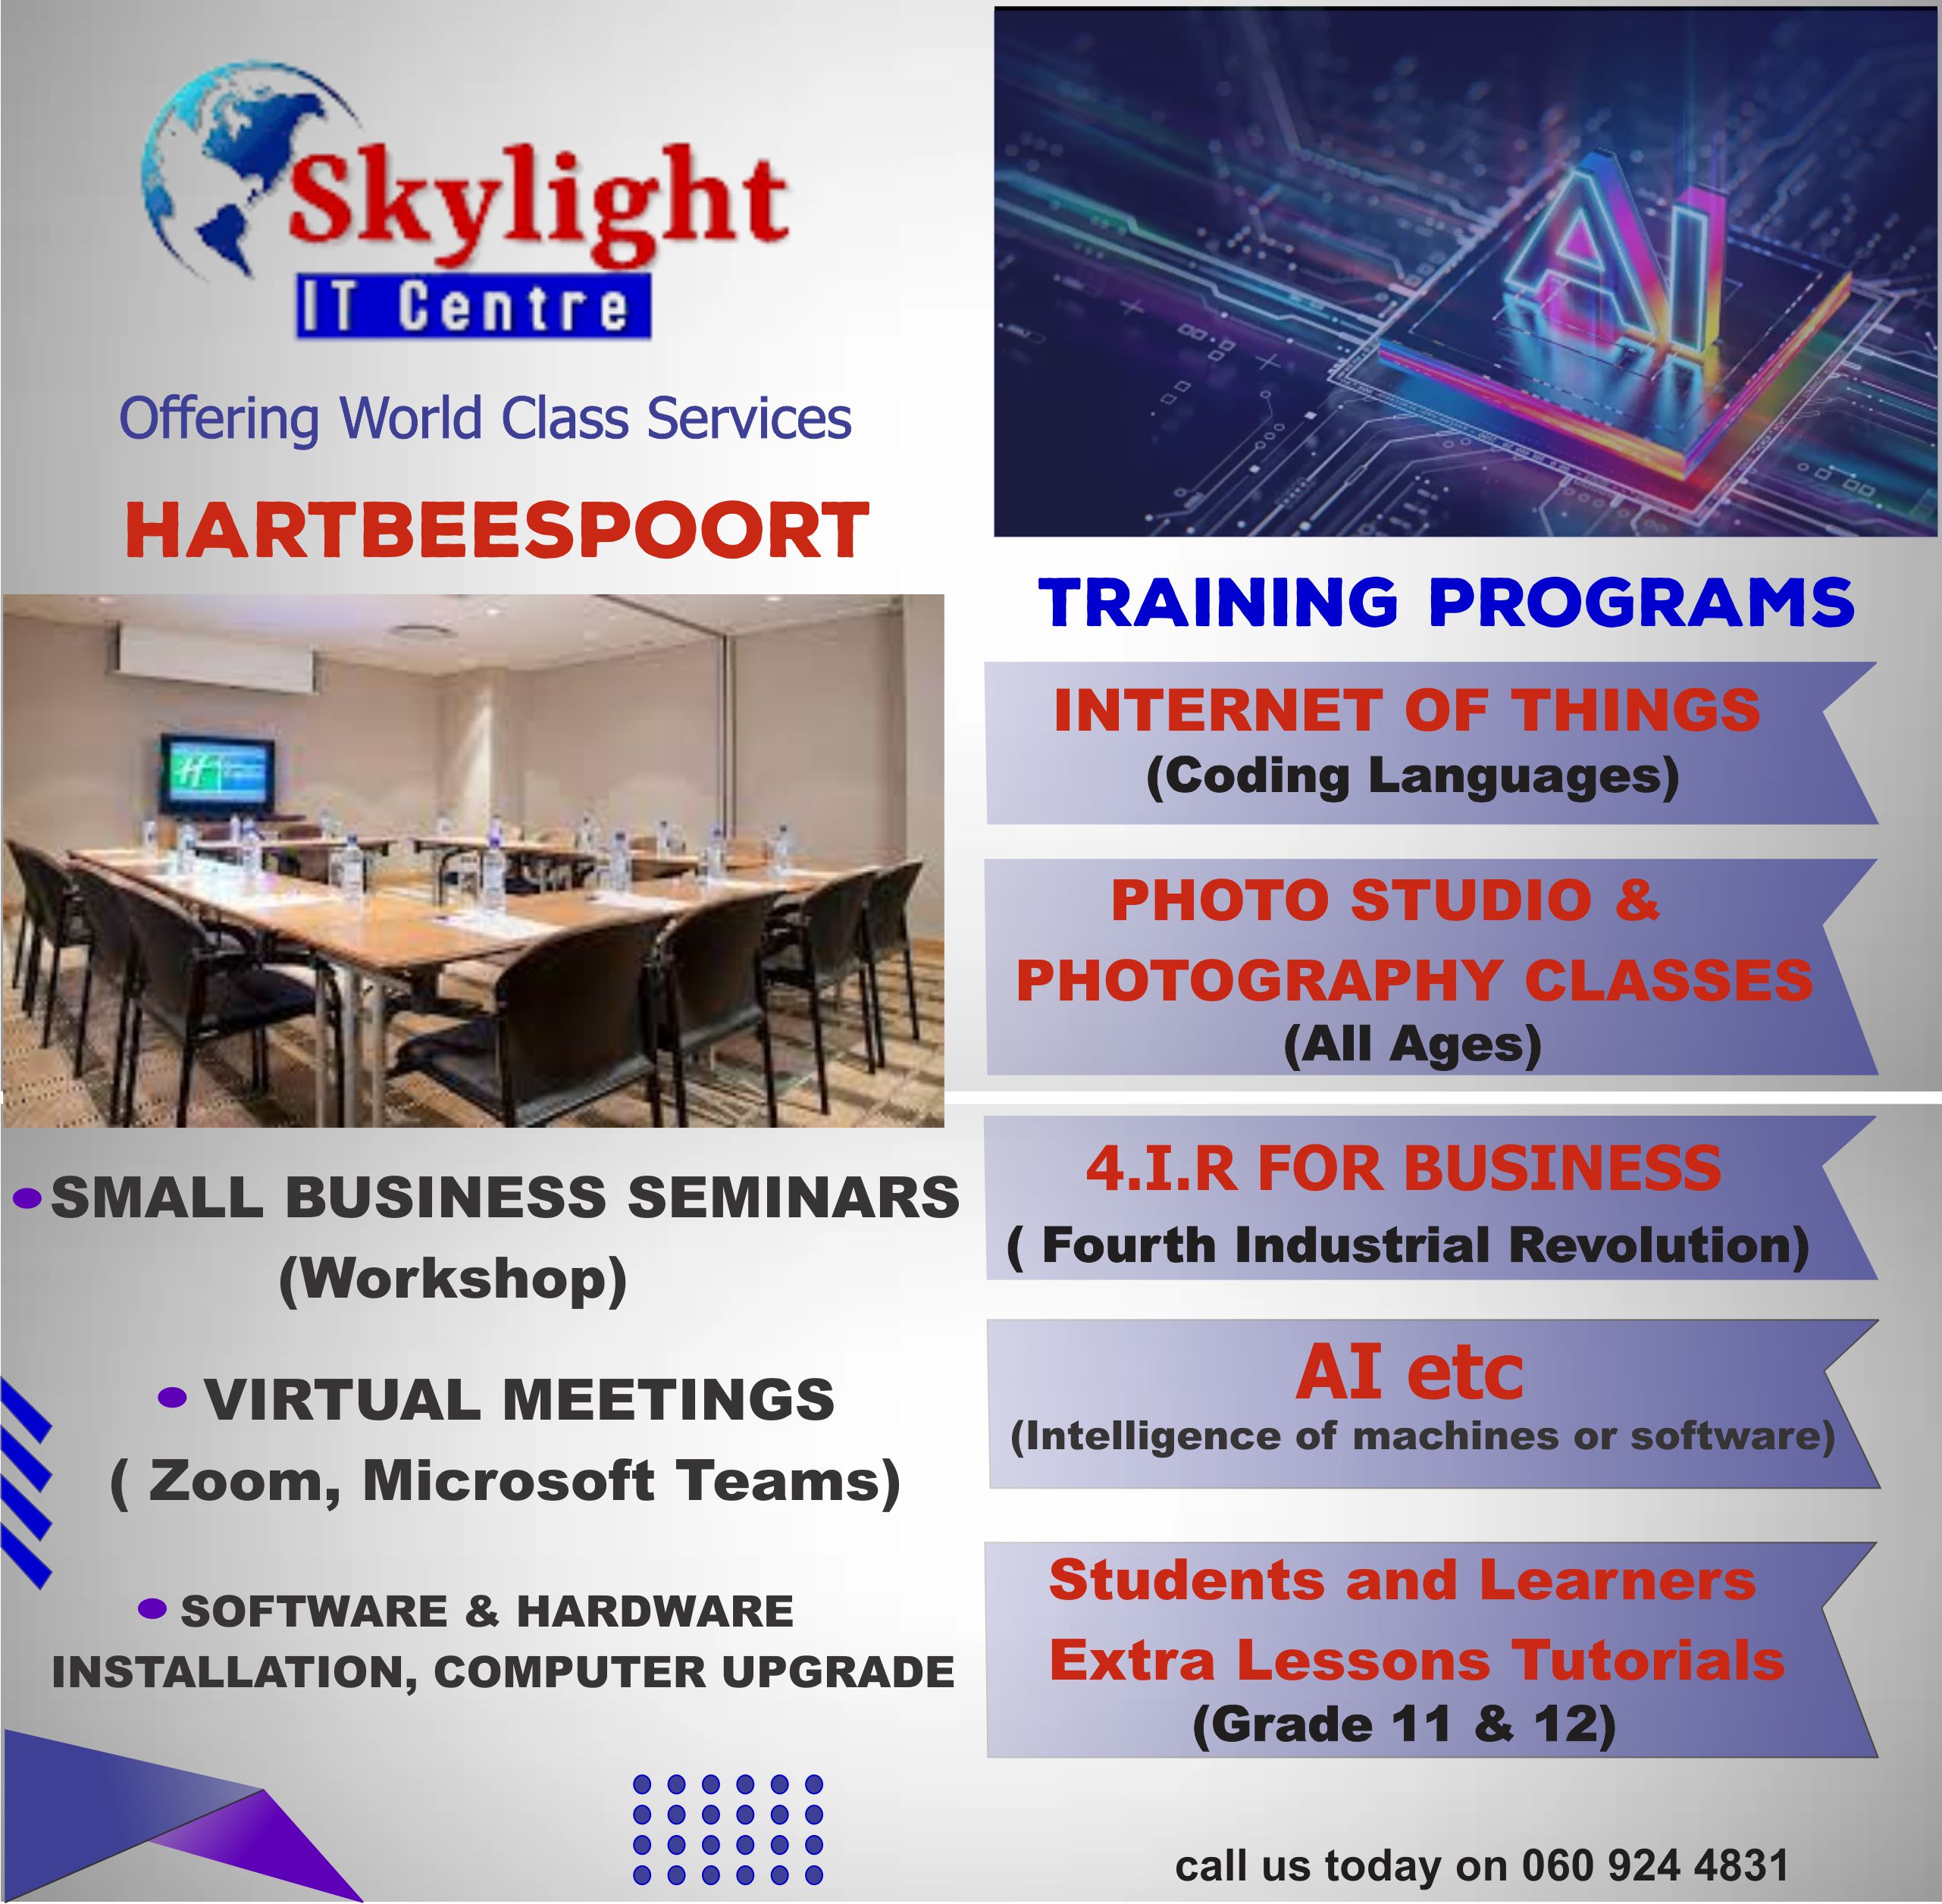 Skylight
IT Centre
Offering World Class Services
HARTBEESPOORT
SMALL BUSINESS SEMINARS
(Workshop)
VIRTUAL MEETINGS
( Zoom, Microsoft Teams)
SOFTWARE & HARDWARE
INSTALLATION, COMPUTER UPGRADE
AI
TRAINING PROGRAMS
INTERNET OF THINGS
(Coding Languages)
PHOTO STUDIO &
PHOTOGRAPHY CLASSES
(All Ages)
4.I.R FOR BUSINESS
( Fourth Industrial Revolution)
AI etc
(Intelligence of machines or software)
Students and Learners
Extra Lessons Tutorials
(Grade 11 & 12)
call us today on 060 924 4831